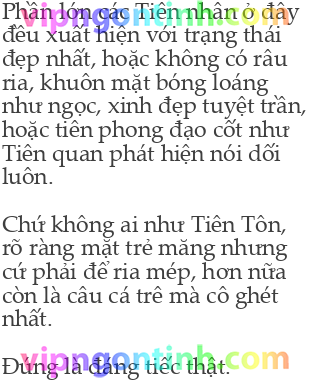 Phần lớn các Tiên nhân ở đây
đều xuất hiện với trạng thái
đẹp nhất, hoặc không có râu
ria, khuôn mặt bóng loáng
như ngọc, xinh đẹp tuyệt trần,
hoặc tiên phong đạo cốt như
Tiên quan phát hiện nói dối
luôn.

Chứ không ai như Tiên Tôn,
rõ ràng mặt trẻ măng nhưng
cứ phải để ria mép, hơn nữa
còn là câu cá trê mà cô ghét
nhất.

Đúng là đáng tiếc thật.
vipngontinh.com
vipngontinh.com